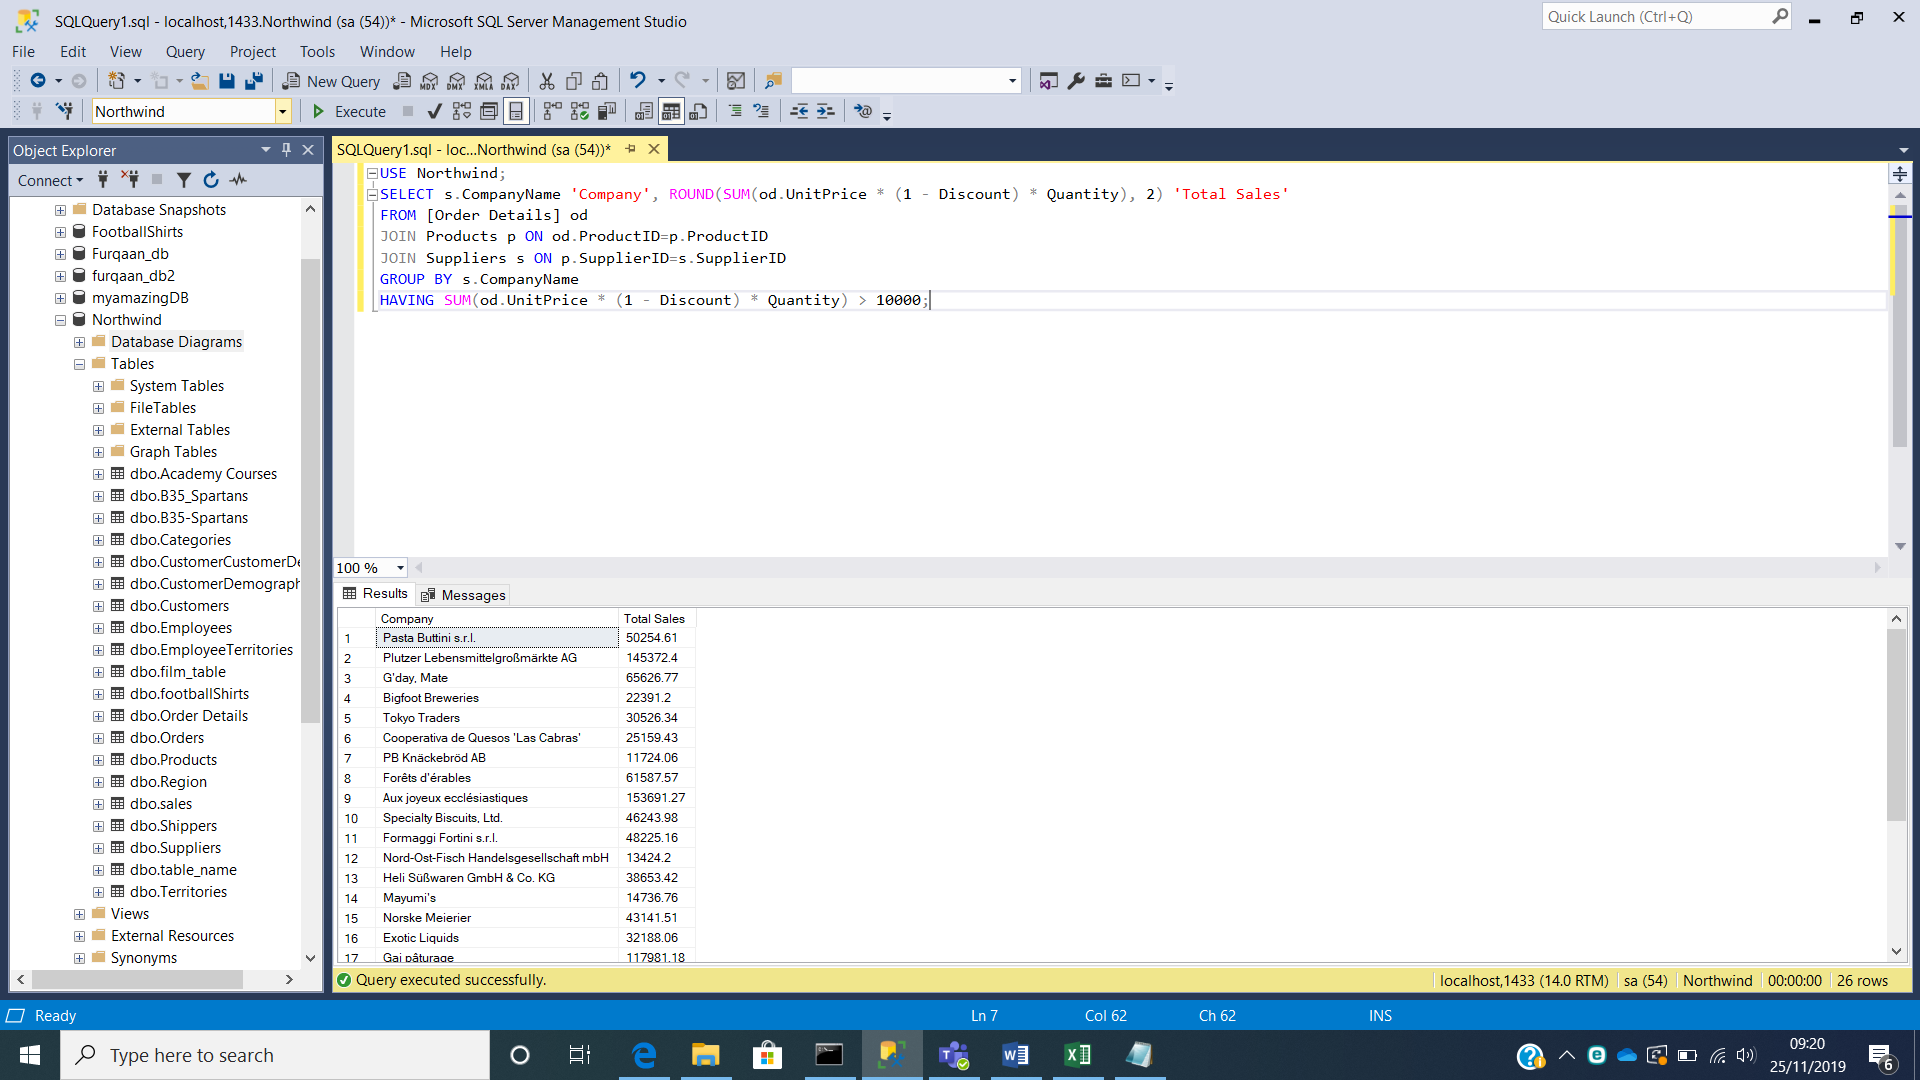 SQLQuery1.sql - localhost,1433.Northwind (sa (54))* - Microsoft SQL Server Management Studio
Quick Launch (Ctrl+Q)
File Edit View Query Project Tools Window Help
New Query MDX DMX XMLA DAX
Northwind Execute
Object Explorer
Connect
Database Snapshots
FootballShirts
Furqaan_db
furqaan_db2
myamazingDB
Northwind
Database Diagrams
Tables
System Tables
FileTables
External Tables
Graph Tables
dbo.Academy Courses
dbo.B35_Spartans
dbo.B35-Spartans
dbo.Categories
dbo.CustomerCustomerDe
dbo.CustomerDemograph
dbo.Customers
dbo.Employees
dbo.EmployeeTerritories
dbo.film_table
dbo.footballShirts
dbo.Order Details
dbo.Orders
dbo.Products
dbo.Region
dbo.sales
dbo.Shippers
dbo.Suppliers
dbo.table_name
dbo.Territories
Views
External Resources
Synonyms
SQLQuery1.sql - loc...Northwind (sa (54))*
USE Northwind;
SELECT s.CompanyName 'Company', ROUND(SUM(od.UnitPrice * (1 - Discount) * Quantity), 2) 'Total Sales'
FROM [Order Details] od
JOIN Products p ON od.ProductID=p.ProductID
JOIN Suppliers s ON p.SupplierID=s.SupplierID
GROUP BY s.CompanyName
HAVING SUM(od.UnitPrice * (1 - Discount) * Quantity) > 10000;
100 %
Results Messages
Company Total Sales
1 Pasta Buttini s.r.l. 50254.61
2 Plutzer Lebensmittelgroßmärkte AG 145372.4
3 G'day, Mate 65626.77
4 Bigfoot Breweries 22391.2
5 Tokyo Traders 30526.34
6 Cooperativa de Quesos 'Las Cabras' 25159.43
7 PB Knäckebröd AB 11724.06
8 Forêts d'érables 61587.57
9 Aux joyeux ecclésiastiques 153691.27
10 Specialty Biscuits, Ltd. 46243.98
11 Formaggi Fortini s.r.l. 48225.16
12 Nord-Ost-Fisch Handelsgesellschaft mbH 13424.2
13 Heli Süßwaren GmbH & Co. KG 38653.42
14 Mayumi's 14736.76
15 Norske Meierier 43141.51
16 Exotic Liquids 32188.06
17 Gai pâturage 117981.18
Query executed successfully. localhost,1433 (14.0 RTM) sa (54) Northwind 00:00:00 26 rows
Ready Ln 7 Col 62 Ch 62 INS
Type here to search
09:20
25/11/2019
6